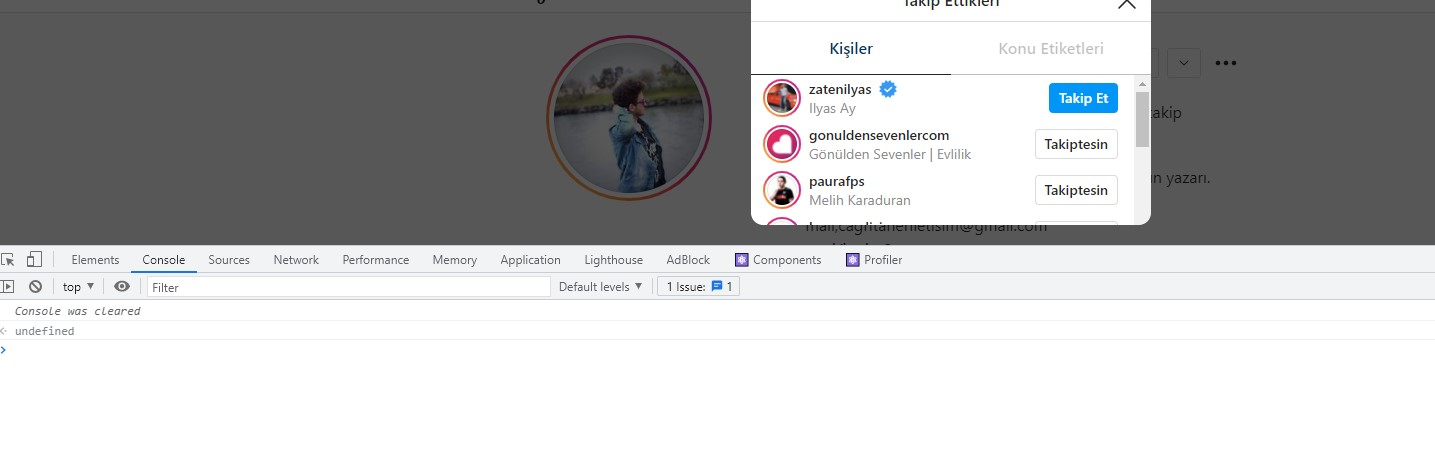 Takip Ettikleri
Kişiler
Konu Etiketleri
zatenilyas
Ilyas Ay
Takip Et
takip
gonuldensevenlercom
Gönülden Sevenler | Evlilik
Takiptesin
paurafps
Melih Karaduran
Takiptesin
yazarı.
mail;cagritaneriletisim@gmail.com
Elements Console Sources Network Performance Memory Application Lighthouse AdBlock Components Profiler
top ▼ Filter Default levels ▼ 1 Issue: 1
Console was cleared
undefined